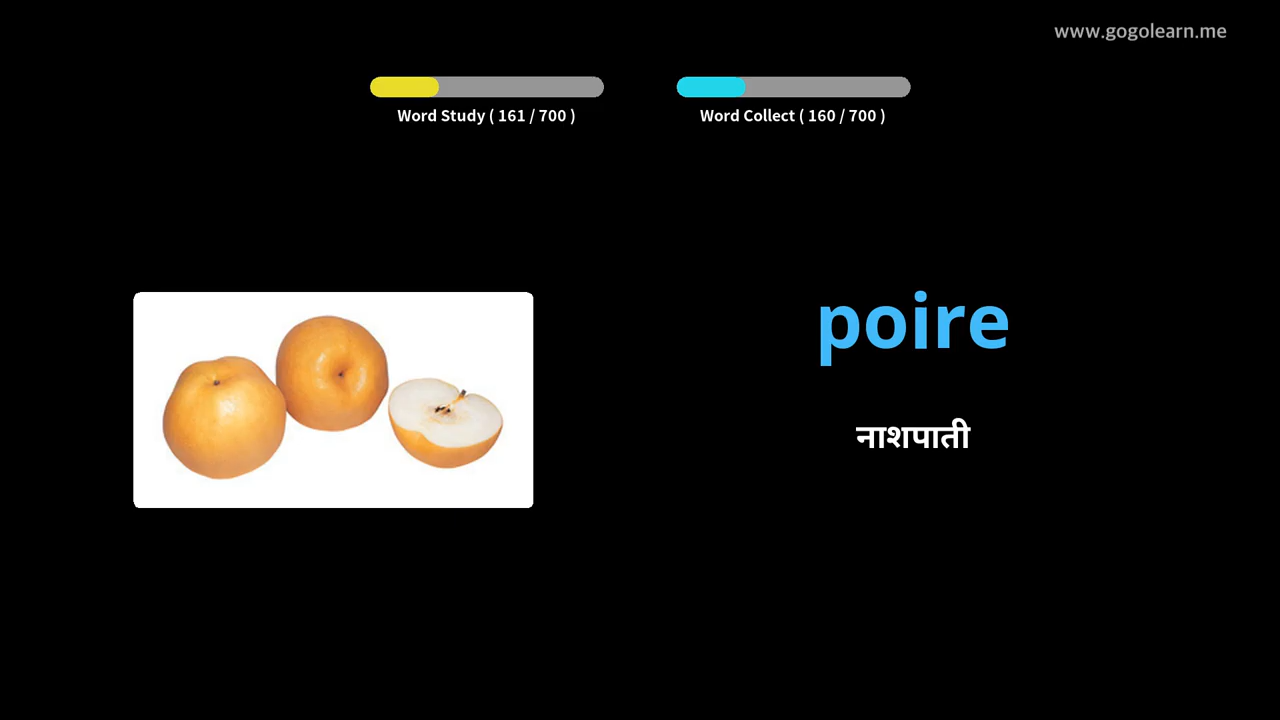 www.gogolearn.me
Word Study ( 161 / 700 )
Word Collect ( 160 / 700 )
poire
नाशपाती